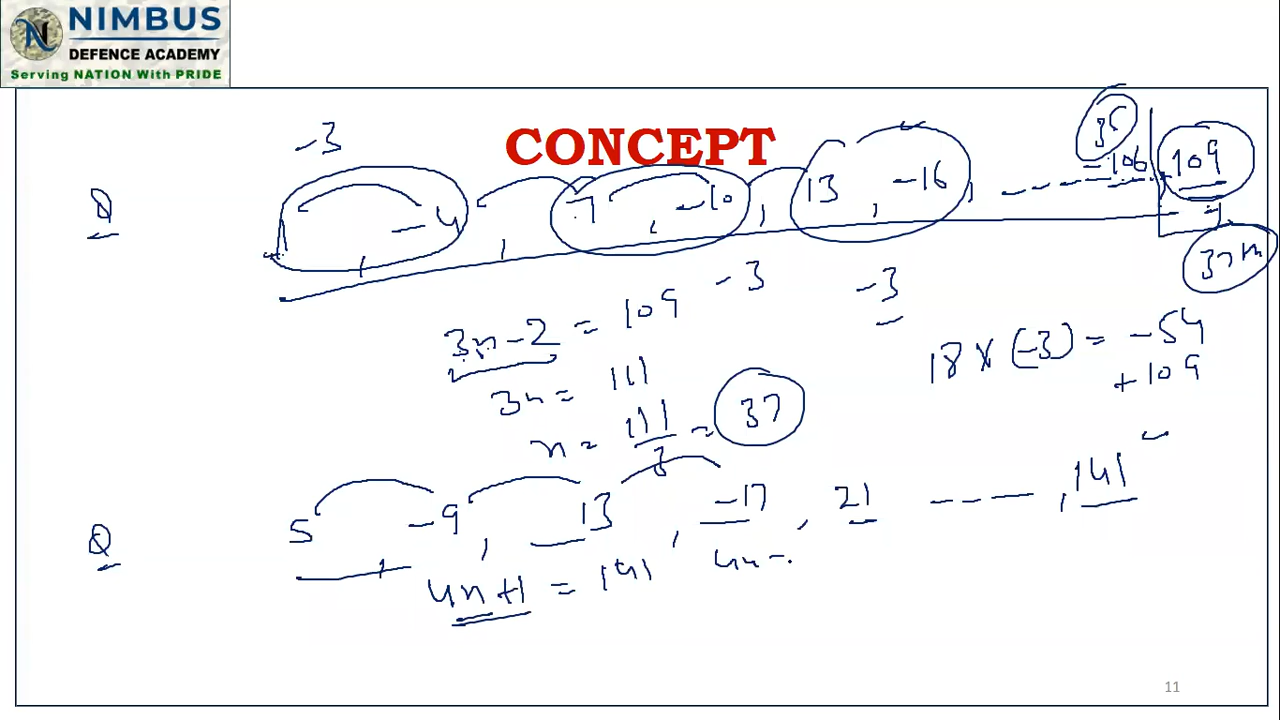 NIMBUS
DEFENCE ACADEMY
Serving NATION With PRIDE
CONCEPT
-3
35
Q 1, -4, 7, -10, 13, -16, ------ -106 109
-3 -3 37
3n-2 = 109
3n = 111
n = 111/3 = 37
18 x (-3) = -54
+109
Q 5, -9, 13, -17, 21 ----, 141
4n+1 = 141 4n-
11